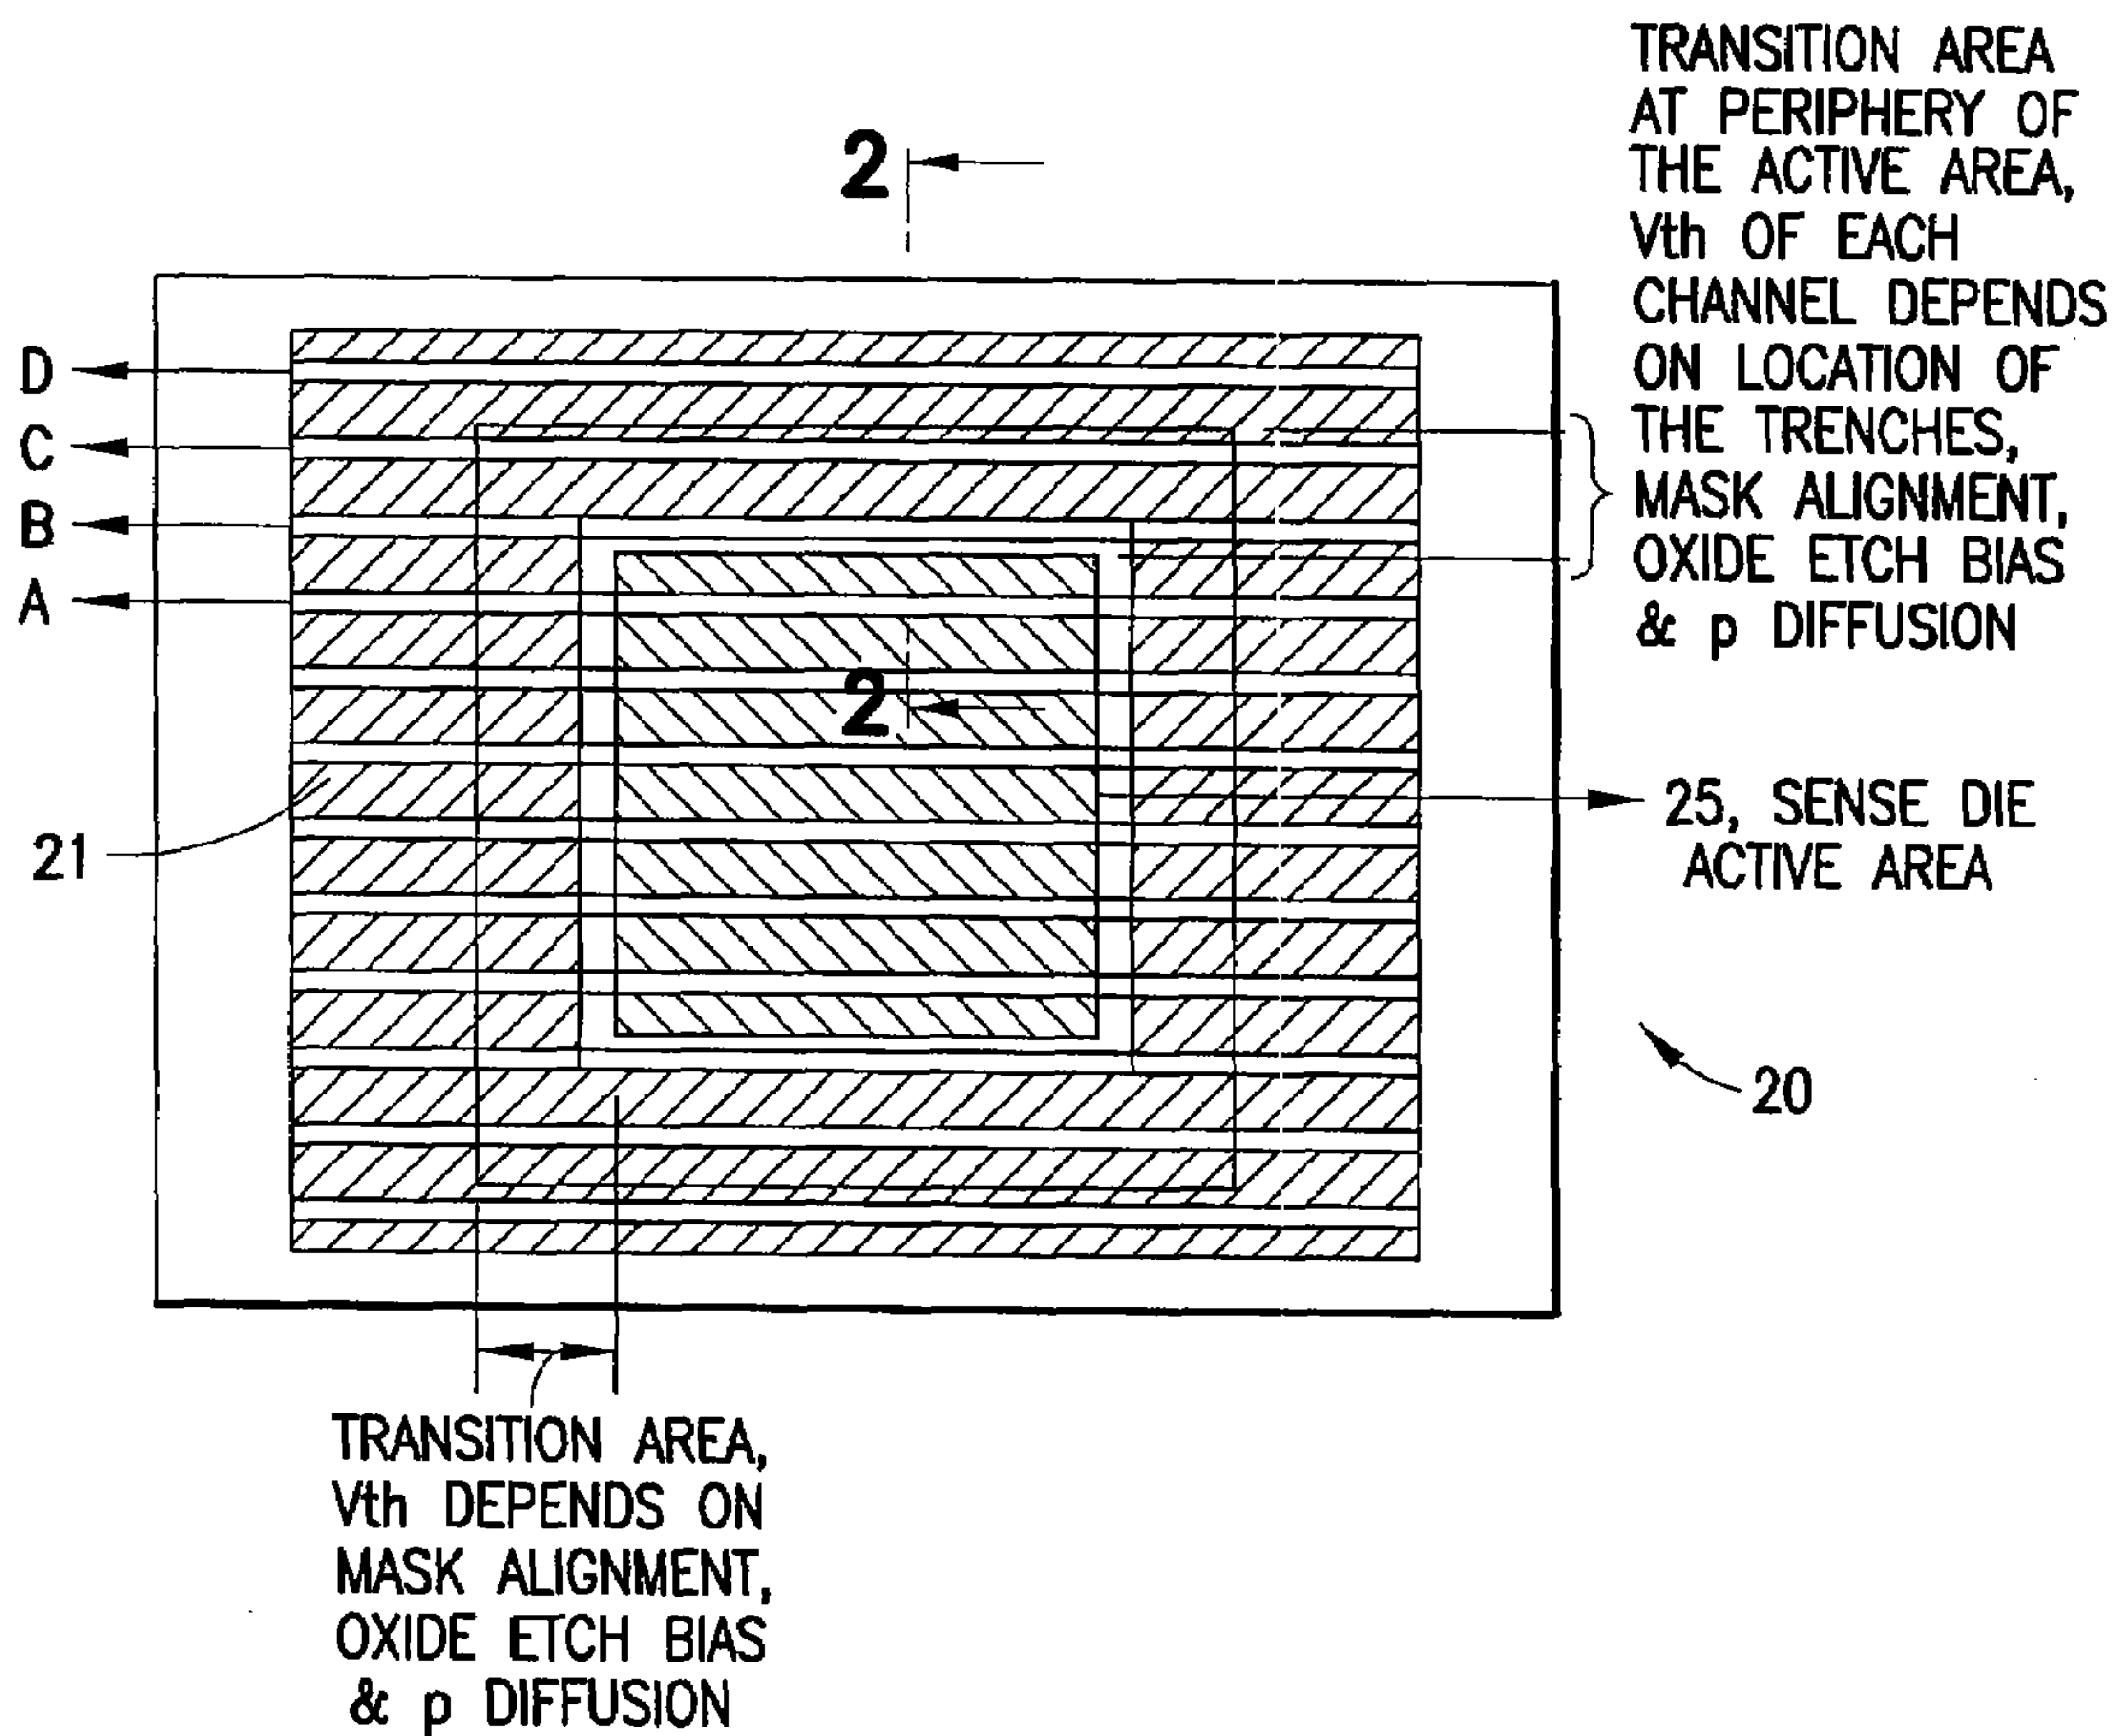 TRANSITION AREA
AT PERIPHERY OF
THE ACTIVE AREA,
Vth OF EACH
CHANNEL DEPENDS
ON LOCATION OF
THE TRENCHES,
MASK ALIGNMENT,
OXIDE ETCH BIAS
& p DIFFUSION
2
D
C
B
A
2
21
25, SENSE DIE
ACTIVE AREA
20
TRANSITION AREA,
Vth DEPENDS ON
MASK ALIGNMENT,
OXIDE ETCH BIAS
& p DIFFUSION